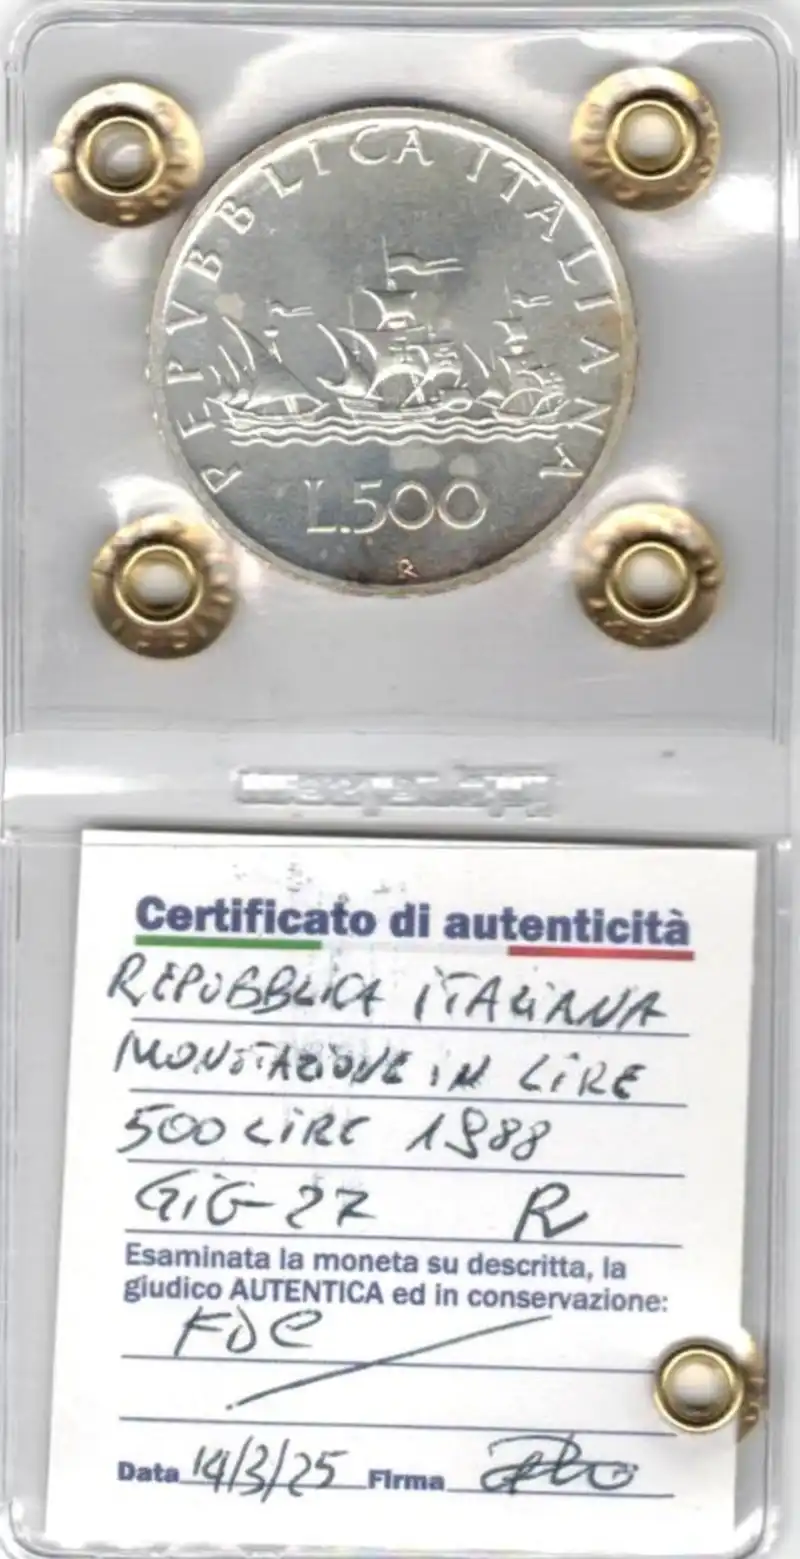 REPVBBLICA ITALIANA
L.500
R
Certificato di autenticità
REPUBBLICA ITALIANA
MONETAZIONE IN LIRE
500 LIRE 1988
GIG-27 R
Esaminata la moneta su descritta, la
giudico AUTENTICA ed in conservazione:
FDC
Data 14/3/25 Firma